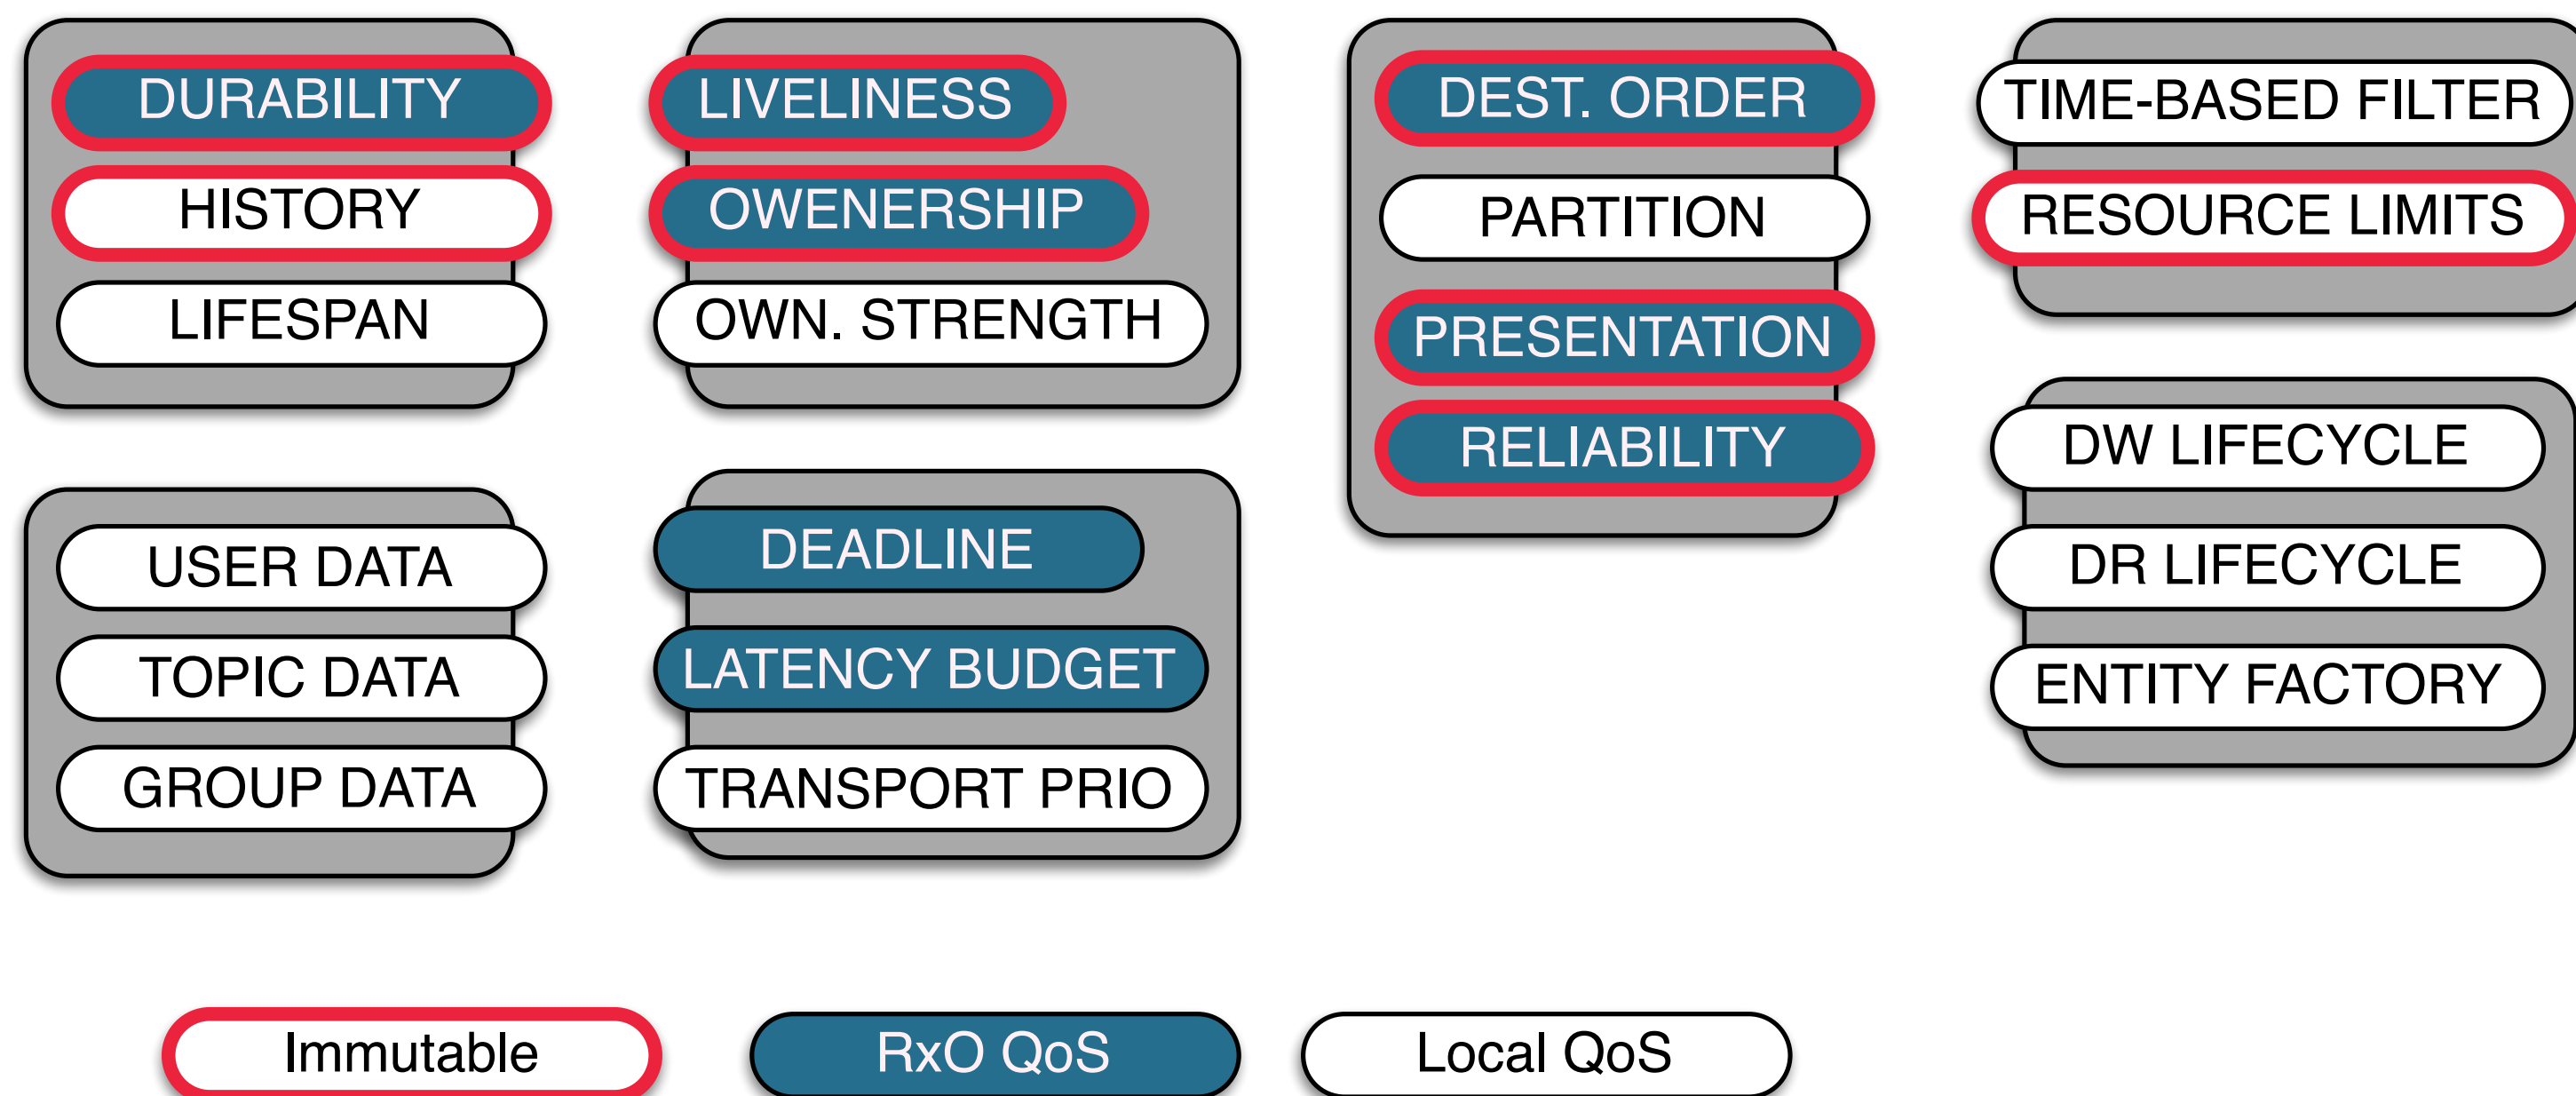 DURABILITY
HISTORY
LIFESPAN
LIVELINESS
OWENERSHIP
OWN. STRENGTH
DEST. ORDER
PARTITION
PRESENTATION
RELIABILITY
TIME-BASED FILTER
RESOURCE LIMITS
USER DATA
TOPIC DATA
GROUP DATA
DEADLINE
LATENCY BUDGET
TRANSPORT PRIO
DW LIFECYCLE
DR LIFECYCLE
ENTITY FACTORY
Immutable
RxO QoS
Local QoS